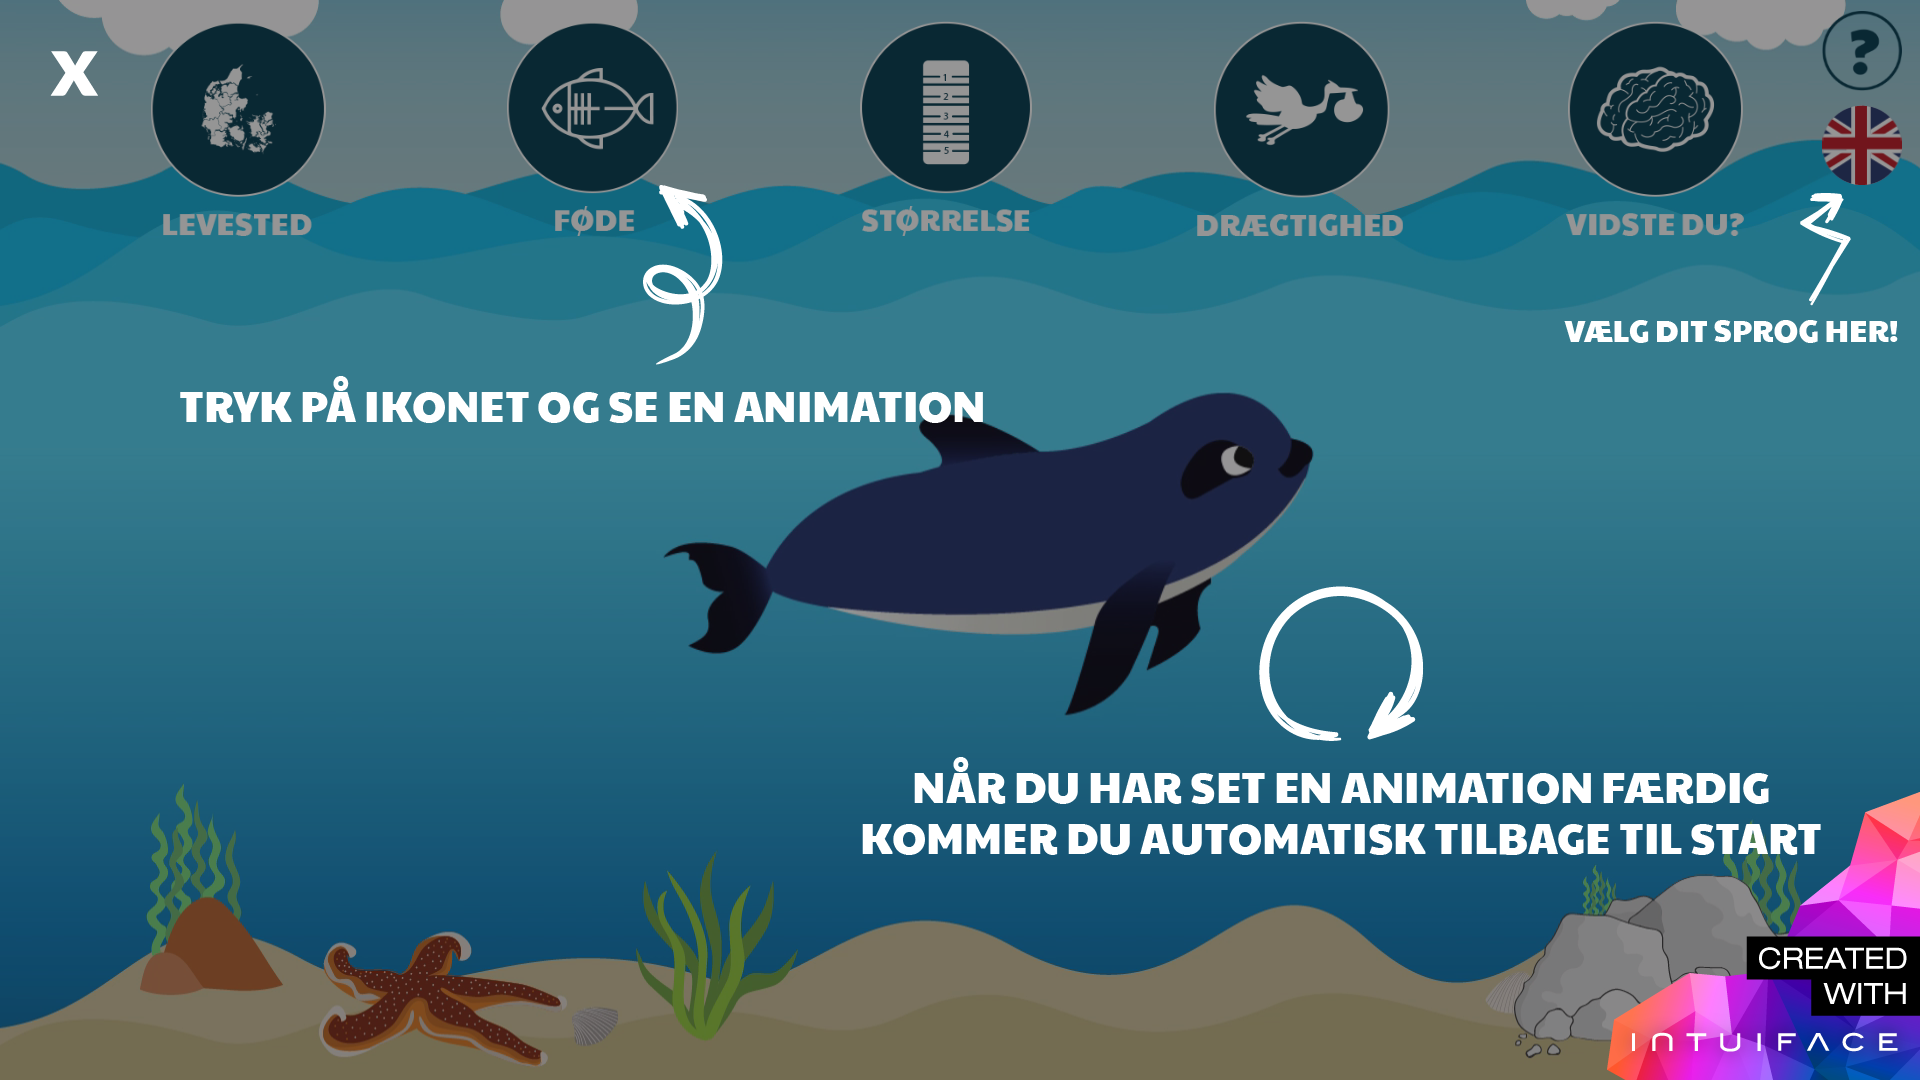 X
?
1
2
3
4
5
LEVESTED
FØDE
STØRRELSE
DRÆGTIGHED
VIDSTE DU?
VÆLG DIT SPROG HER!
TRYK PÅ IKONET OG SE EN ANIMATION
NÅR DU HAR SET EN ANIMATION FÆRDIG
KOMMER DU AUTOMATISK TILBAGE TIL START
CREATED
WITH
INTUIFACE